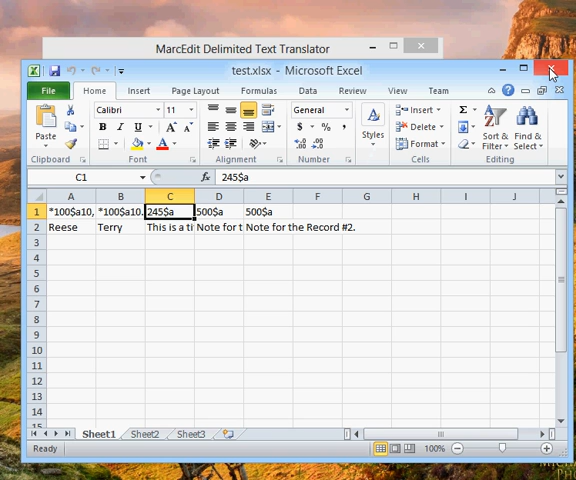 MarcEdit Delimited Text Translator
test.xlsx - Microsoft Excel
File Home Insert Page Layout Formulas Data Review View Team
Calibri 11 General Insert Σ
Paste B I U $ % , Styles Delete Sort & Filter Find & Select
A A Format
Clipboard Font Alignment Number Cells Editing
C1 fx 245$a
A B C D E F G H I J
1 *100$a10, *100$a10. 245$a 500$a 500$a
2 Reese Terry This is a ti Note for t Note for the Record #2.
3
4
5
6
7
8
9
10
11
12
13
14
15
Sheet1 Sheet2 Sheet3
Ready 100%